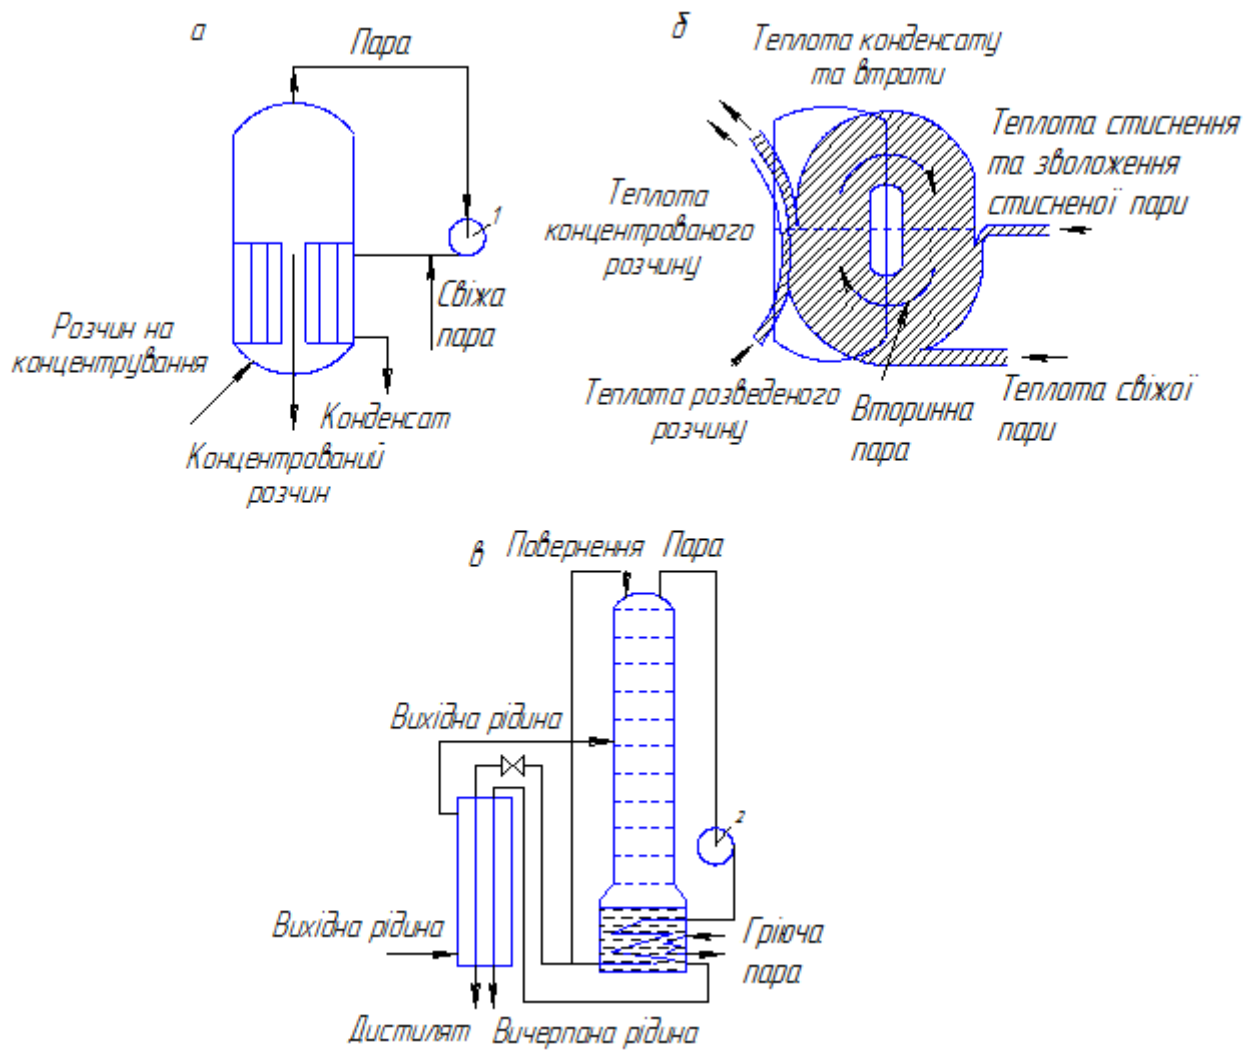 а
Пара
1
Свіжа
пара
Розчин на
концентрування
Конденсат
Концентрований
розчин
б
Теплота конденсату
та втрати
Теплота стиснення
та зволоження
стисненої пари
Теплота
концентрованого
розчину
Теплота розведеного
розчину
Вторинна
пара
Теплота свіжої
пари
в
Повернення
Пара
Вихідна рідина
2
Вихідна рідина
Гріюча
пара
Дистилят
Вичерпана рідина